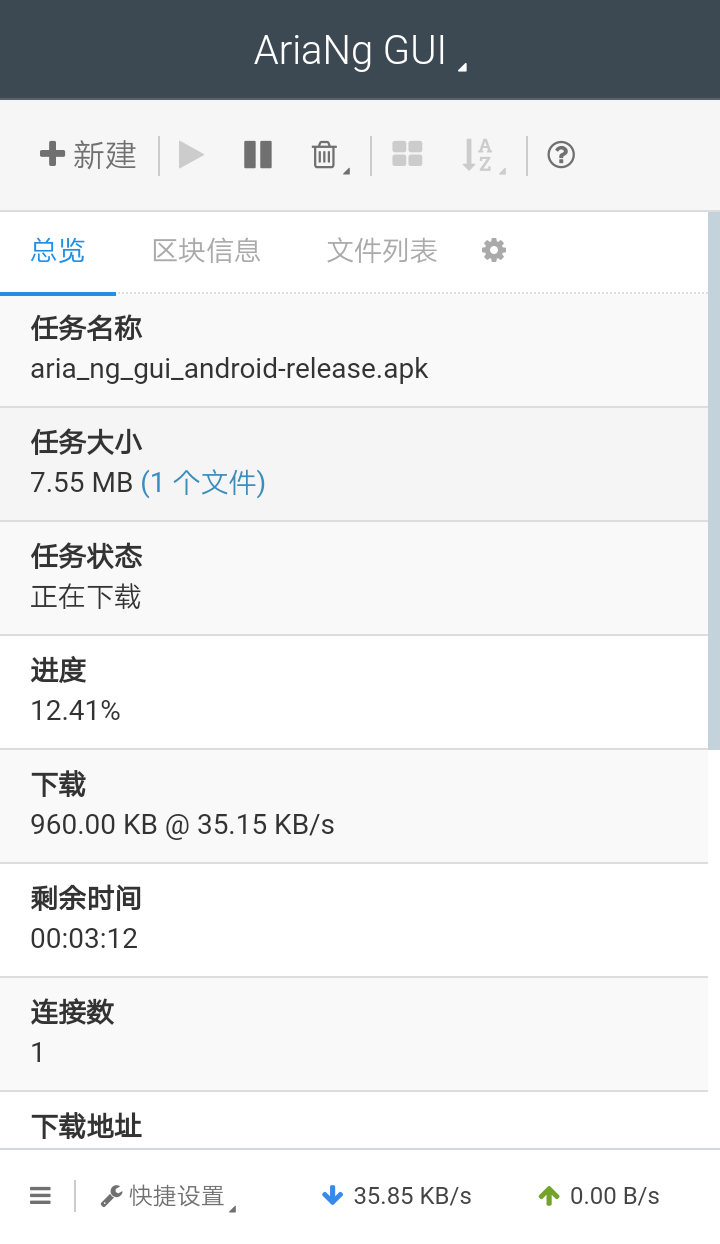 AriaNg GUI
新建
总览 区块信息 文件列表
任务名称
aria_ng_gui_android-release.apk
任务大小
7.55 MB (1 个文件)
任务状态
正在下载
进度
12.41%
下载
960.00 KB @ 35.15 KB/s
剩余时间
00:03:12
连接数
1
下载地址
快捷设置 35.85 KB/s 0.00 B/s